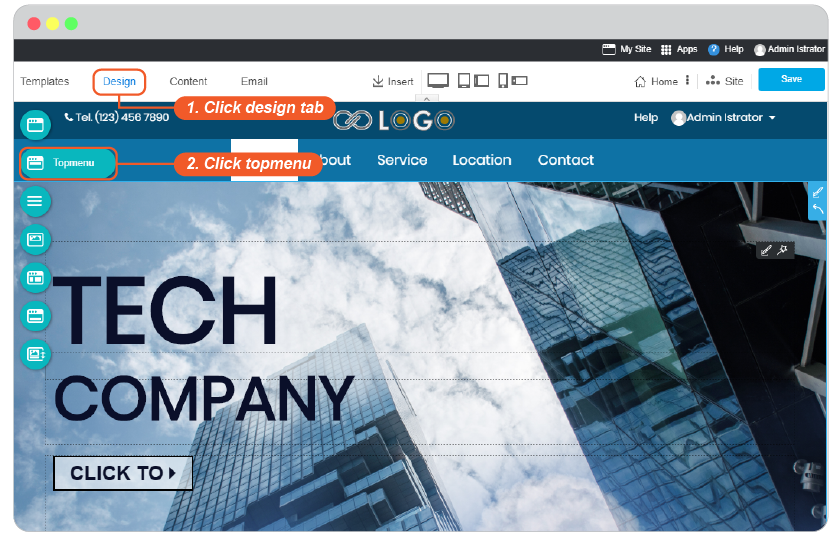 My Site Apps ? Help Admin Istrator
Templates Design Content Email Insert Home Site Save
1. Click design tab
Tel. (123) 456 7890 LOGO Help Admin Istrator
Topmenu 2. Click topmenu bout Service Location Contact
TECH
COMPANY
CLICK TO